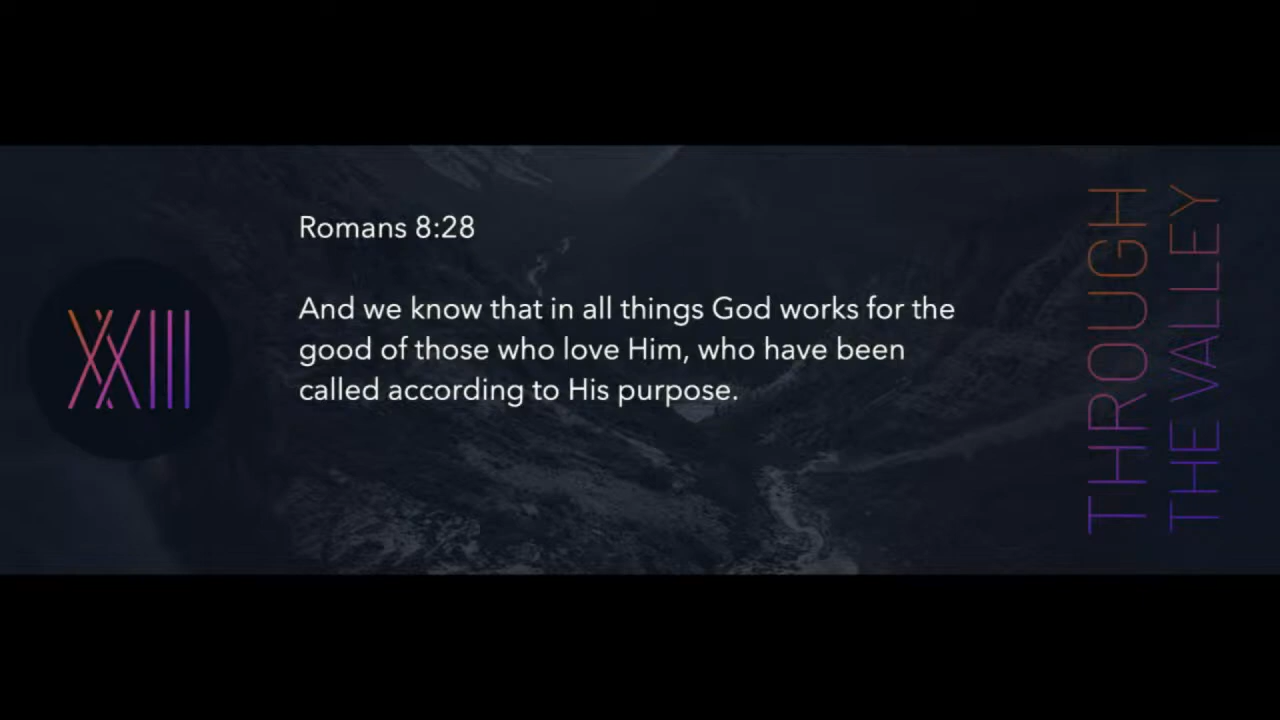 Romans 8:28
And we know that in all things God works for the
good of those who love Him, who have been
called according to His purpose.
XXIII
THROUGH
THE VALLEY